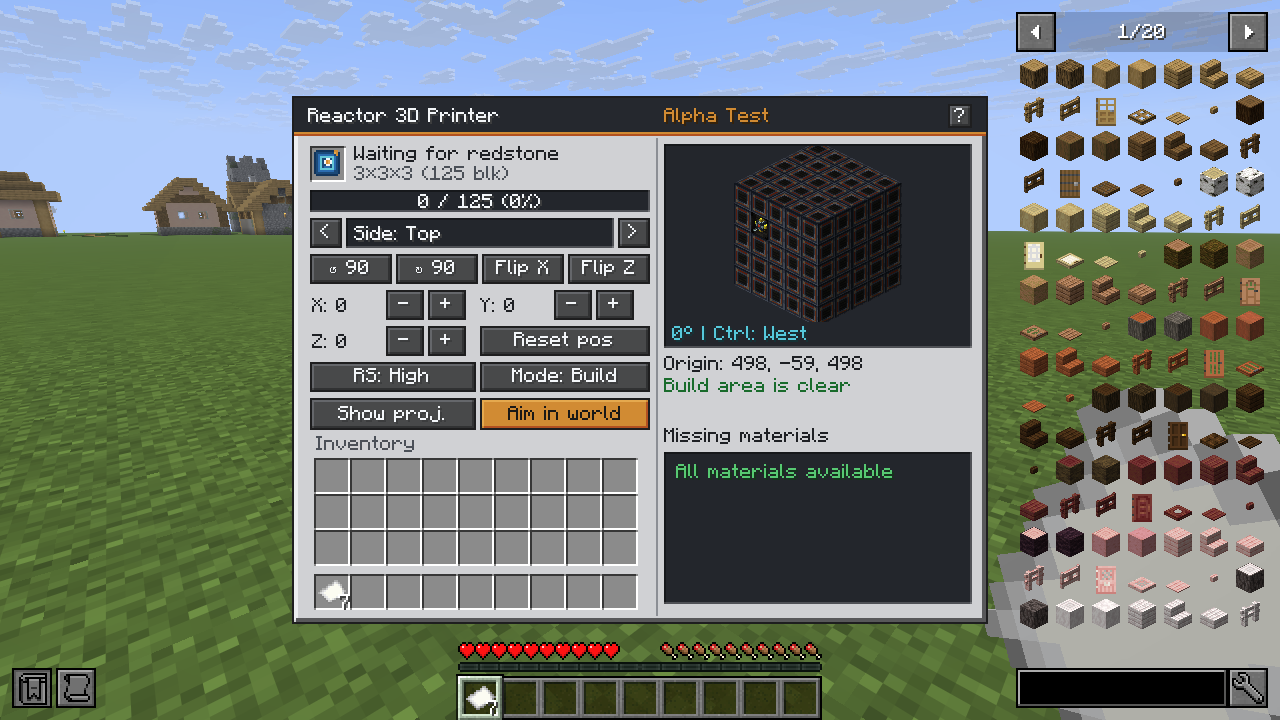 1/20
Reactor 3D Printer
Alpha Test
?
Waiting for redstone
3×3×3 (125 blk)
0 / 125 (0%)
< Side: Top >
↺ 90
↻ 90
Flip X
Flip Z
X: 0 − + Y: 0 − +
Z: 0 − + Reset pos
RS: High
Mode: Build
Show proj.
Aim in world
Inventory
7
0° | Ctrl: West
Origin: 498, −59, 498
Build area is clear
Missing materials
All materials available
7